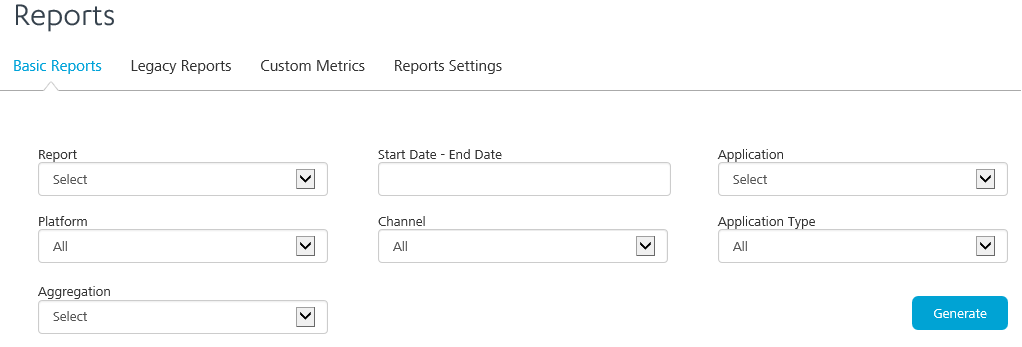 Reports
Basic Reports Legacy Reports Custom Metrics Reports Settings
Report Start Date - End Date Application
Select Select
Platform Channel Application Type
All All All
Aggregation
Select Generate